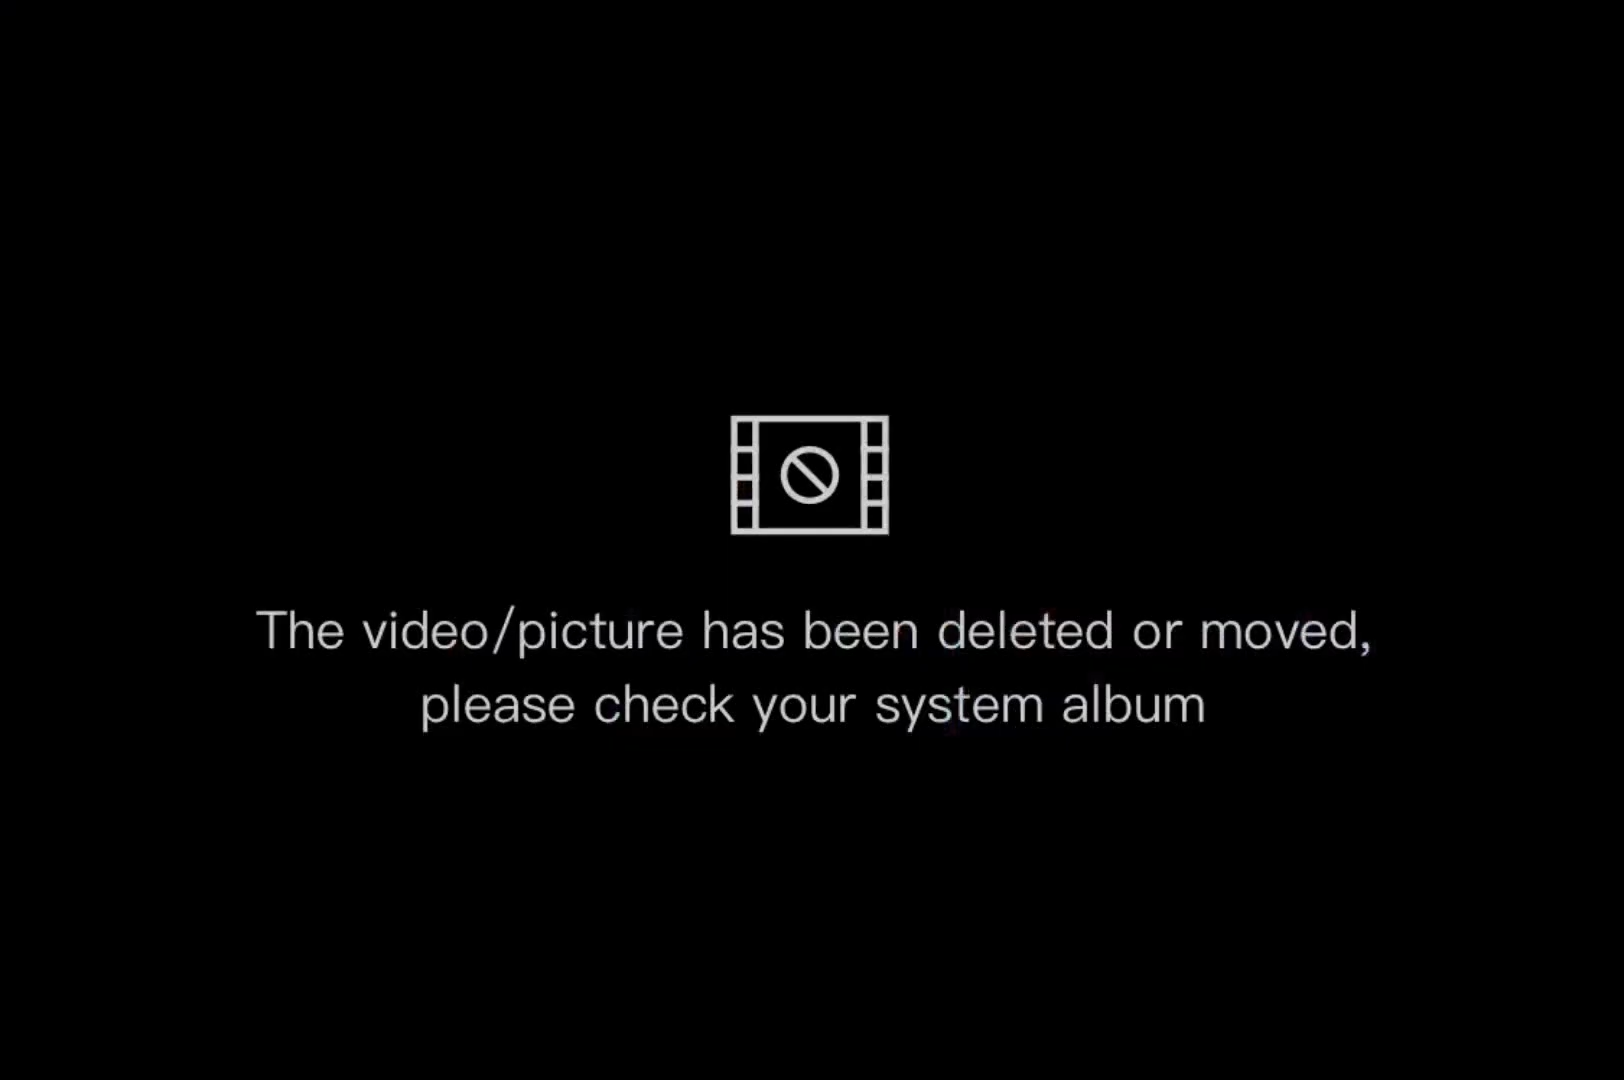 The video/picture has been deleted or moved,
please check your system album